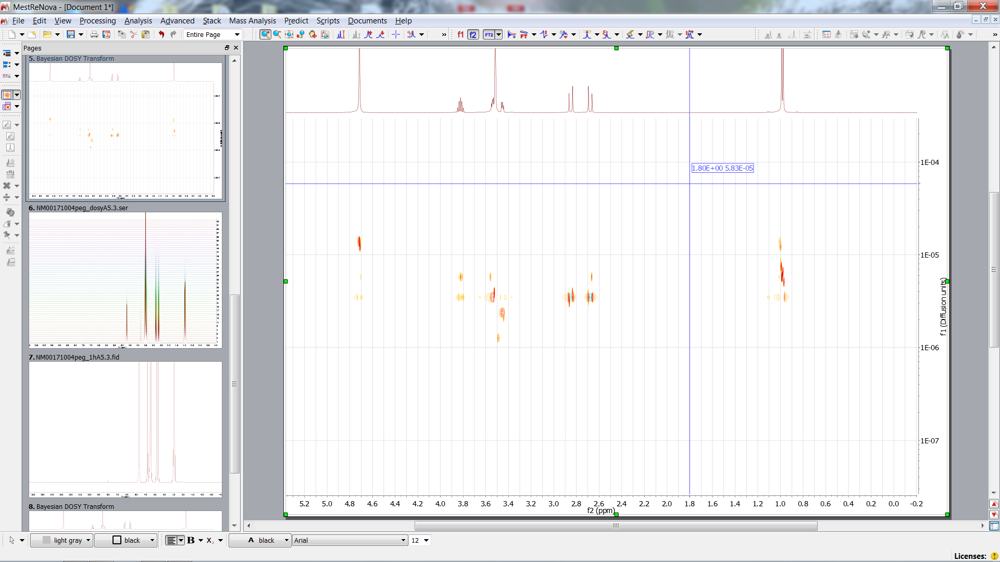 MestReNova - [Document 1*]
File Edit View Processing Analysis Advanced Stack Mass Analysis Predict Scripts Documents Help
Entire Page
f1 f2 FT2
Pages
5. Bayesian DOSY Transform
6. NM00171004peg_dosyA5.3.ser
7. NM00171004peg_1hA5.3.fid
8. Bayesian DOSY Transform
1.80E+00 5.83E-05
1E-04
1E-05
1E-06
1E-07
f1 (Diffusion units)
5.2 5.0 4.8 4.6 4.4 4.2 4.0 3.8 3.6 3.4 3.2 3.0 2.8 2.6 2.4 2.2 2.0 1.8 1.6 1.4 1.2 1.0 0.8 0.6 0.4 0.2 0.0 -0.2
f2 (ppm)
light gray black B X2 A black Arial 12
Licenses: